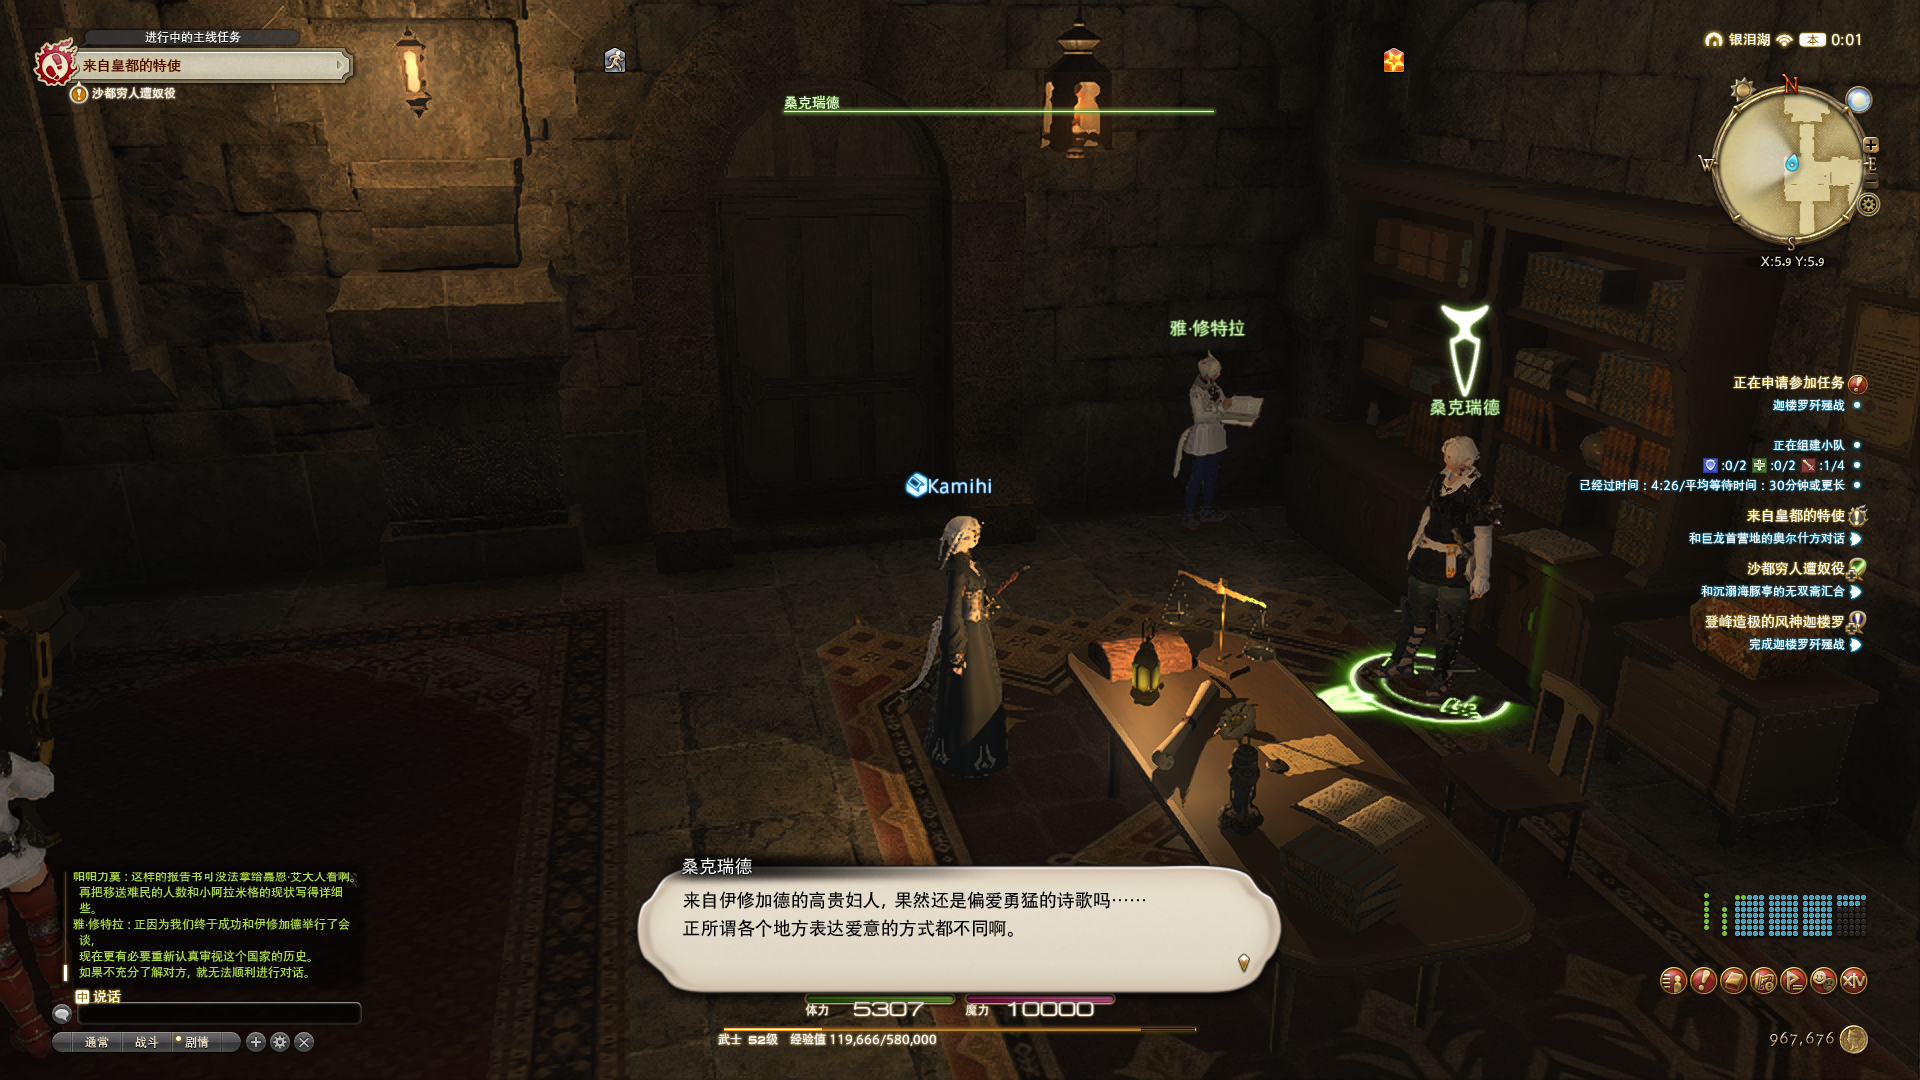 进行中的主线任务
来自皇都的特使
沙都穷人遭奴役
桑克瑞德
银泪湖 本 0:01
N
W
E
S
X:5.9 Y:5.9
雅·修特拉
桑克瑞德
Kamihi
正在申请参加任务
迦楼罗歼殛战
正在组建小队
:0/2 :0/2 :1/4
已经过时间：4:26/平均等待时间：30分钟或更长
来自皇都的特使
和巨龙首营地的奥尔什方对话
沙都穷人遭奴役
和沉溺海豚亭的无双斋汇合
登峰造极的风神迦楼罗
完成迦楼罗歼殛战
帕帕力莫：这样的报告书可没法拿给嘉恩·艾大人看啊。
再把移送难民的人数和小阿拉米格的现状写得详细
些。
雅·修特拉：正因为我们终于成功和伊修加德举行了会
谈，
现在更有必要重新认真审视这个国家的历史。
如果不充分了解对方，就无法顺利进行对话。
说话
通常 战斗 剧情
桑克瑞德
来自伊修加德的高贵妇人，果然还是偏爱勇猛的诗歌吗……
正所谓各个地方表达爱意的方式都不同啊。
体力 5307 魔力 10000
武士 52级 经验值 119,666/580,000
XIV
967,676